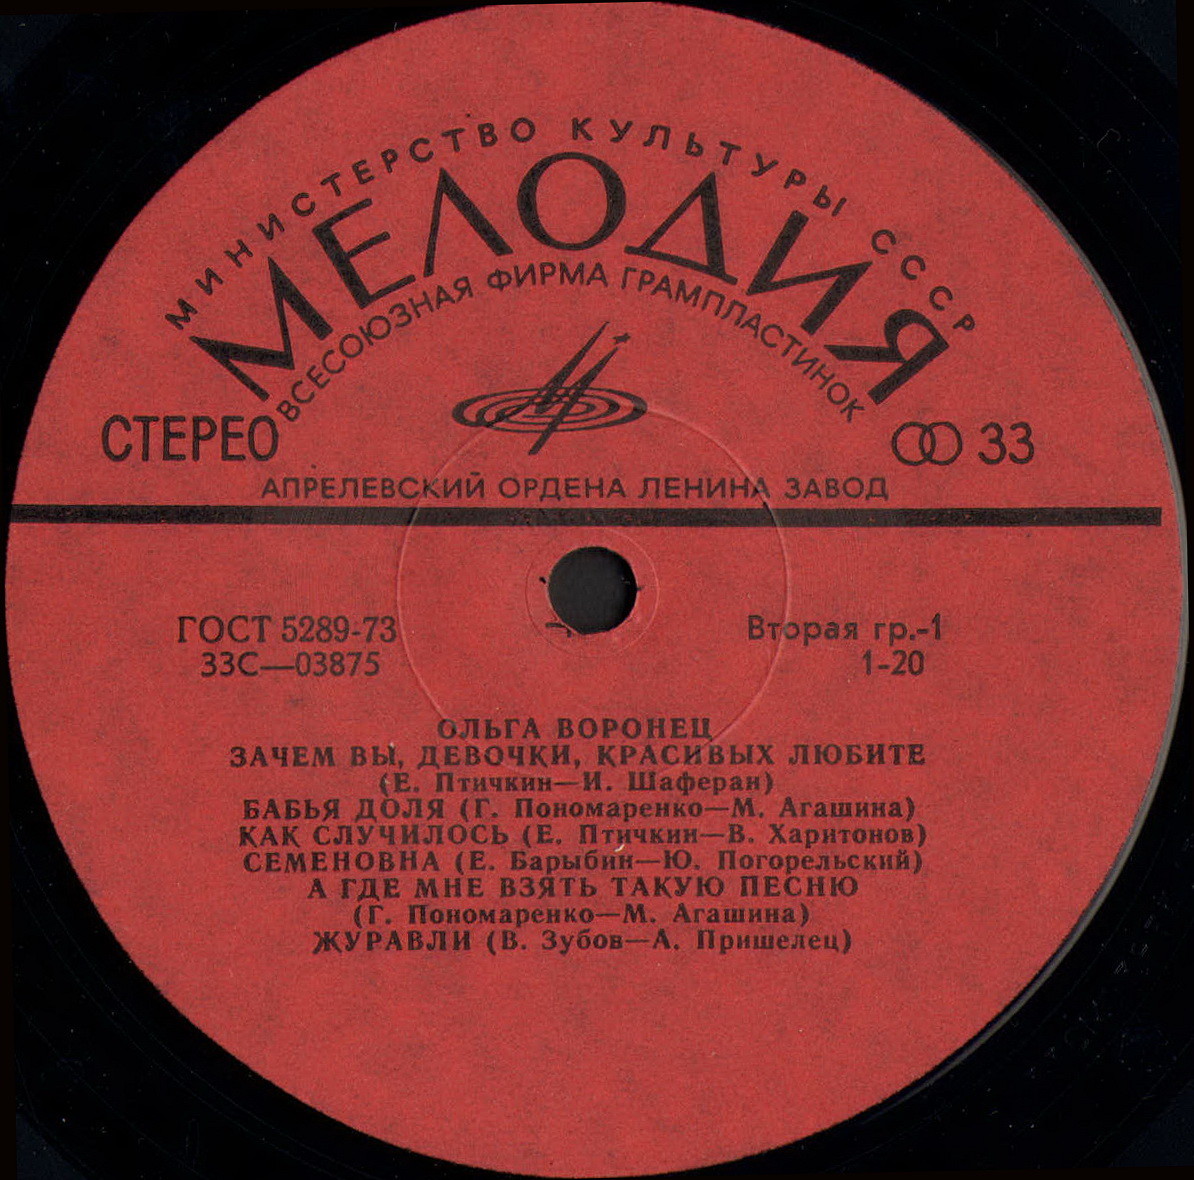 МИНИСТЕРСТВО КУЛЬТУРЫ СССР
МЕЛОДИЯ
ВСЕСОЮЗНАЯ ФИРМА ГРАМПЛАСТИНОК
СТЕРЕО
33
АПРЕЛЕВСКИЙ ОРДЕНА ЛЕНИНА ЗАВОД
ГОСТ 5289-73
Вторая гр.-1
33С—03875
1-20
ОЛЬГА ВОРОНЕЦ
ЗАЧЕМ ВЫ, ДЕВОЧКИ, КРАСИВЫХ ЛЮБИТЕ
(Е. Птичкин—И. Шаферан)
БАБЬЯ ДОЛЯ (Г. Пономаренко—М. Агашина)
КАК СЛУЧИЛОСЬ (Е. Птичкин—В. Харитонов)
СЕМЕНОВНА (Е. Барыбин—Ю. Погорельский)
А ГДЕ МНЕ ВЗЯТЬ ТАКУЮ ПЕСНЮ
(Г. Пономаренко—М. Агашина)
ЖУРАВЛИ (В. Зубов—А. Пришелец)